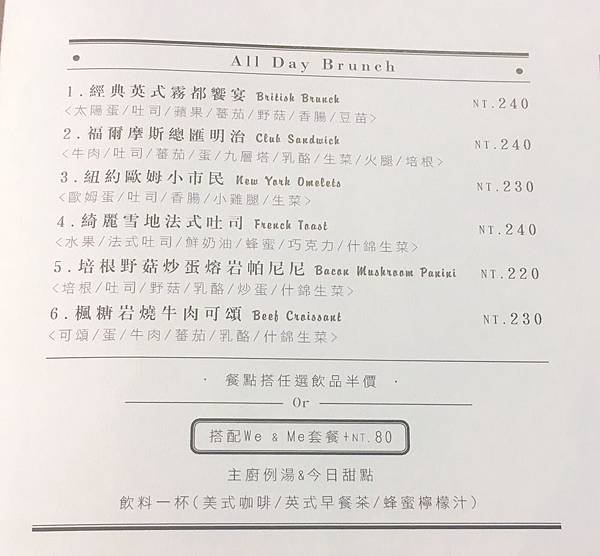 All Day Brunch
1.經典英式霧都饗宴 British Brunch NT.240
<太陽蛋/吐司/蘋果/蕃茄/野菇/香腸/豆苗>
2.福爾摩斯總匯明治 Club Sandwich NT.240
<牛肉/吐司/蕃茄/蛋/九層塔/乳酪/生菜/火腿/培根>
3.紐約歐姆小市民 New York Omelets NT.230
<歐姆蛋/吐司/香腸/小雞腿/生菜>
4.綺麗雪地法式吐司 French Toast NT.240
<水果/法式吐司/鮮奶油/蜂蜜/巧克力/什錦生菜>
5.培根野菇炒蛋熔岩帕尼尼 Bacon Mushroom Panini NT.220
<培根/吐司/野菇/乳酪/炒蛋/什錦生菜>
6.楓糖岩燒牛肉可頌 Beef Croissant NT.230
<可頌/蛋/牛肉/蕃茄/乳酪/什錦生菜>
· 餐點搭任選飲品半價 ·
Or
搭配We & Me套餐+NT.80
主廚例湯&今日甜點
飲料一杯(美式咖啡/英式早餐茶/蜂蜜檸檬汁)